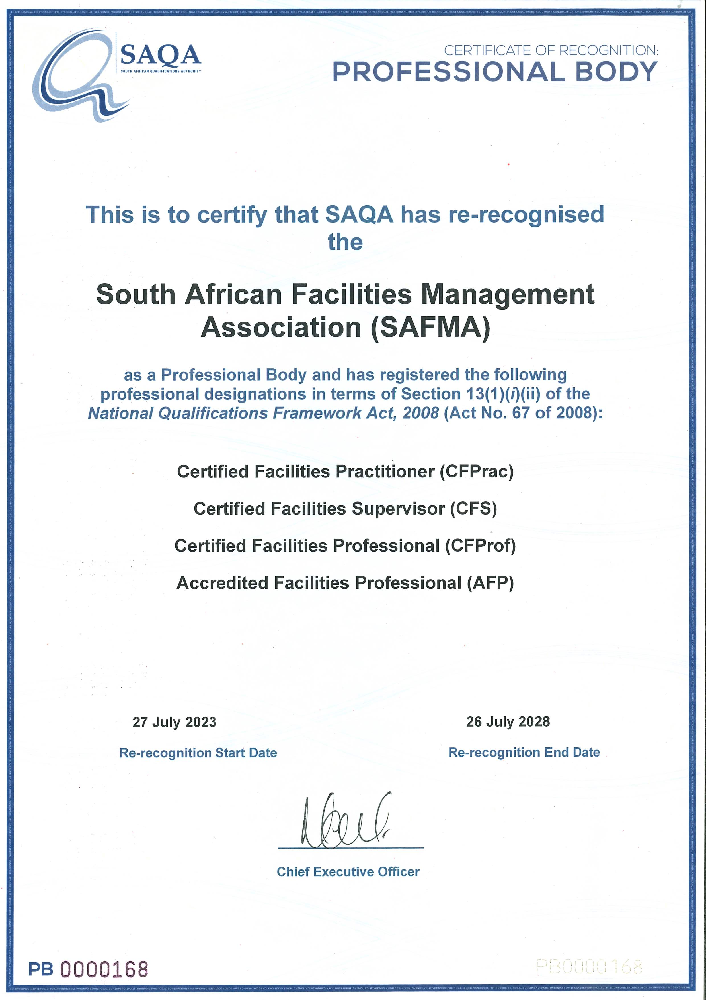 SAQA
SOUTH AFRICAN QUALIFICATIONS AUTHORITY
CERTIFICATE OF RECOGNITION:
PROFESSIONAL BODY
This is to certify that SAQA has re-recognised
the
South African Facilities Management
Association (SAFMA)
as a Professional Body and has registered the following
professional designations in terms of Section 13(1)(i)(ii) of the
National Qualifications Framework Act, 2008 (Act No. 67 of 2008):
Certified Facilities Practitioner (CFPrac)
Certified Facilities Supervisor (CFS)
Certified Facilities Professional (CFProf)
Accredited Facilities Professional (AFP)
27 July 2023
26 July 2028
Re-recognition Start Date
Re-recognition End Date
Chief Executive Officer
PB 0000168
PB0000168